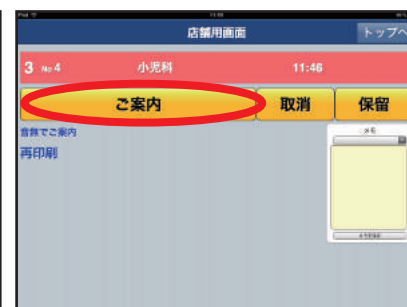 店舗用画面
トップへ
3 No 4 小児科 11:46
ご案内 取消 保留
音無でご案内
再印刷
メモ